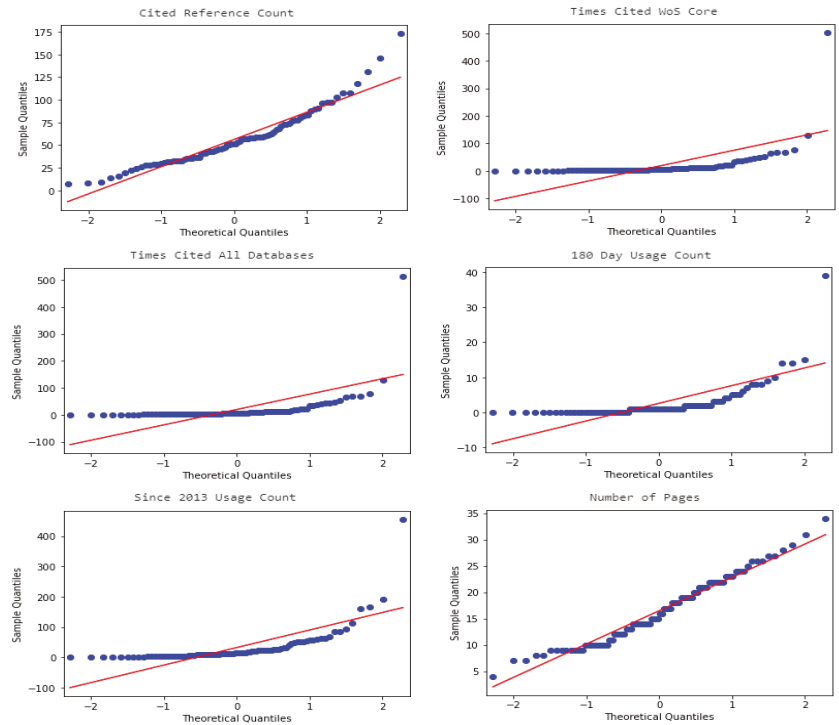 Cited Reference Count
175
150
125
100
75
50
25
0
Sample Quantiles
−2 −1 0 1 2
Theoretical Quantiles
Times Cited WoS Core
500
400
300
200
100
0
−100
Sample Quantiles
−2 −1 0 1 2
Theoretical Quantiles
Times Cited All Databases
500
400
300
200
100
0
−100
Sample Quantiles
−2 −1 0 1 2
Theoretical Quantiles
180 Day Usage Count
40
30
20
10
0
−10
Sample Quantiles
−2 −1 0 1 2
Theoretical Quantiles
Since 2013 Usage Count
400
300
200
100
0
−100
Sample Quantiles
−2 −1 0 1 2
Theoretical Quantiles
Number of Pages
35
30
25
20
15
10
5
Sample Quantiles
−2 −1 0 1 2
Theoretical Quantiles